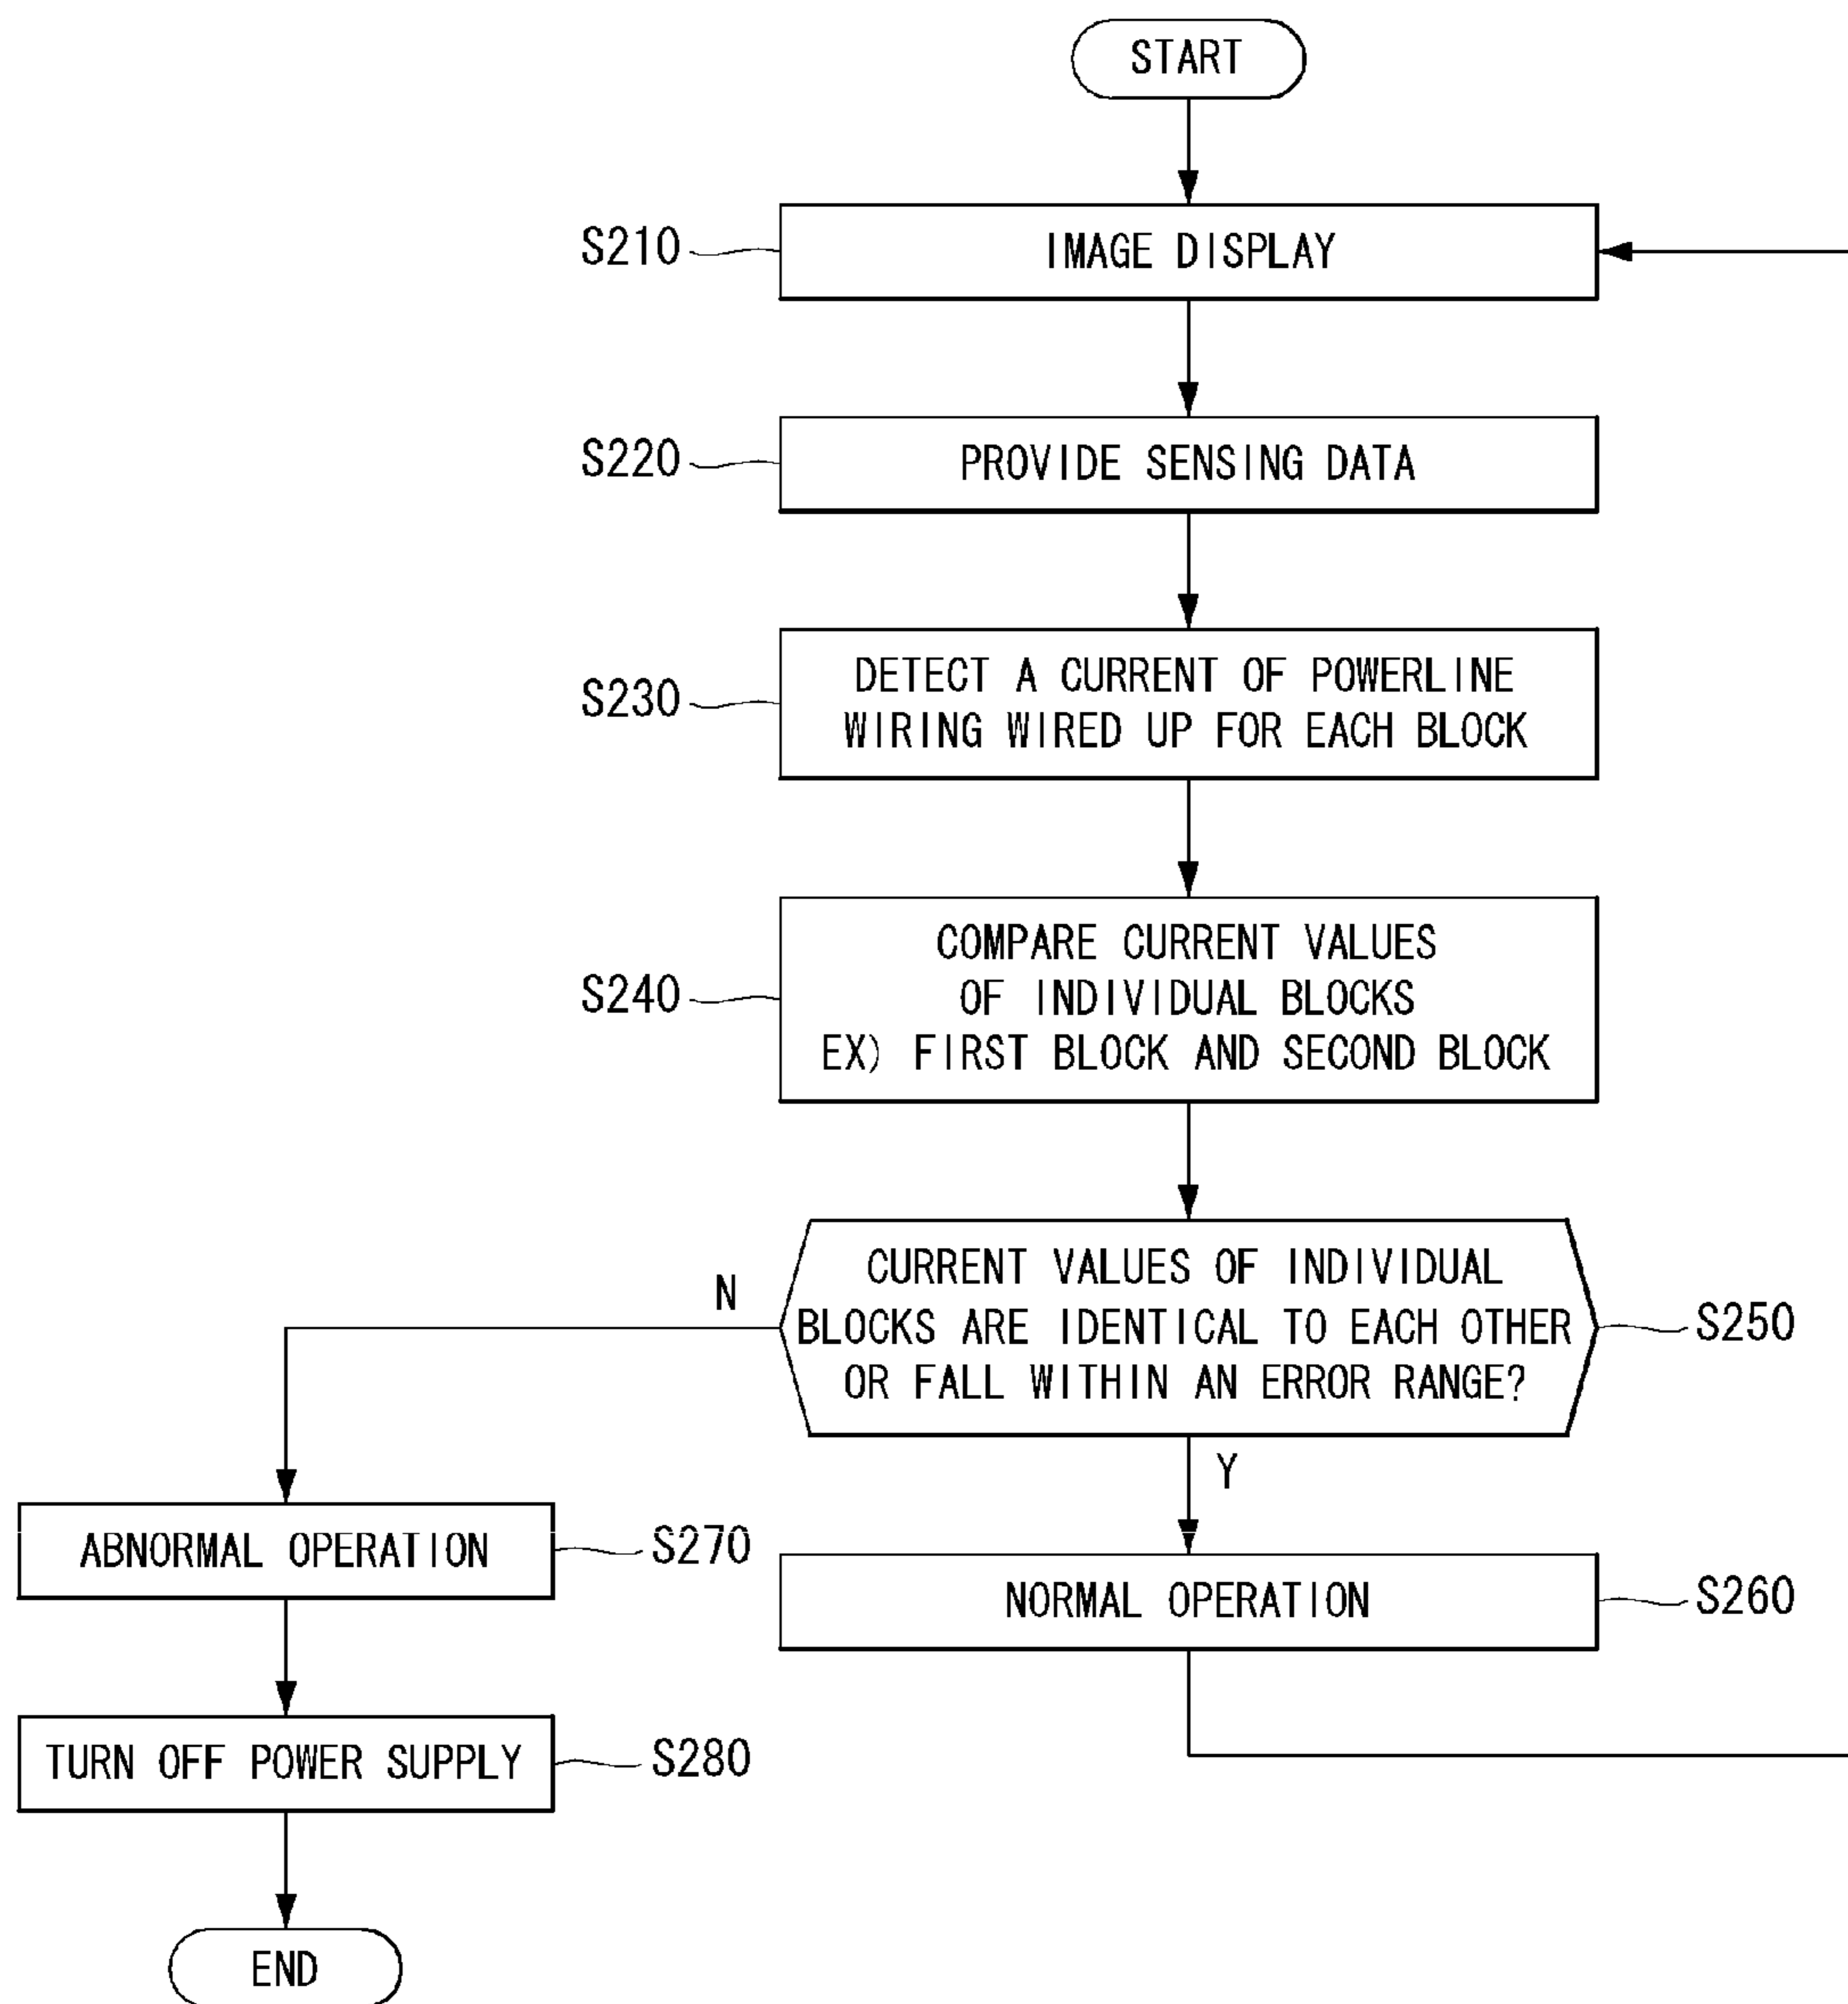 START
S210
IMAGE DISPLAY
S220
PROVIDE SENSING DATA
S230
DETECT A CURRENT OF POWERLINE
WIRING WIRED UP FOR EACH BLOCK
S240
COMPARE CURRENT VALUES
OF INDIVIDUAL BLOCKS
EX) FIRST BLOCK AND SECOND BLOCK
CURRENT VALUES OF INDIVIDUAL
BLOCKS ARE IDENTICAL TO EACH OTHER
OR FALL WITHIN AN ERROR RANGE?
S250
N
Y
ABNORMAL OPERATION
S270
NORMAL OPERATION
S260
TURN OFF POWER SUPPLY
S280
END